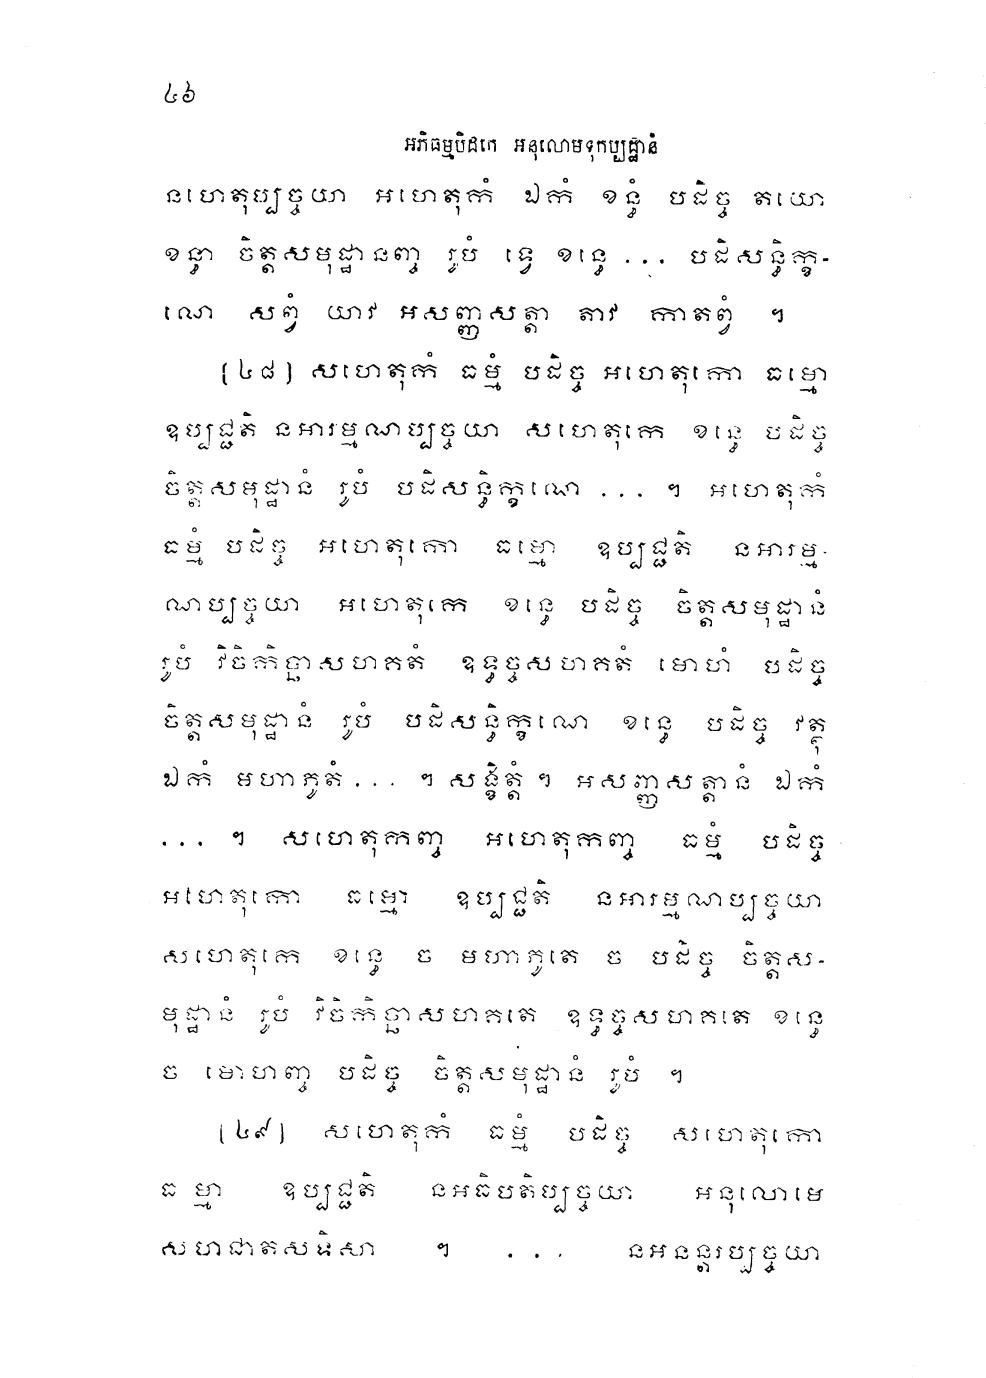 ៤៦
អភិធម្មបិដកេ អនុលោមទុកប្បដ្ឋានំ
នហេតុប្បច្ចយា អហេតុកំ ឯកំ ខន្ធំ បដិច្ច តយោ
ខន្ធា ចិត្តសមុដ្ឋានញ្ច រូបំ ទ្វេ ខន្ធេ ... បដិសន្ធិក្ខ-
ណេ សព្វំ យាវ អសញ្ញសត្តា តាវ កាតព្វំ ។
[៤៨] សហេតុកំ ធម្មំ បដិច្ច អហេតុកោ ធម្មោ
ឧប្បជ្ជតិ នអារម្មណប្បច្ចយា សហេតុកេ ខន្ធេ បដិច្ច
ចិត្តសមុដ្ឋានំ រូបំ បដិសន្ធិក្ខណេ ... ។ អហេតុកំ
ធម្មំ បដិច្ច អហេតុកោ ធម្មោ ឧប្បជ្ជតិ នអារម្ម-
ណប្បច្ចយា អហេតុកេ ខន្ធេ បដិច្ច ចិត្តសមុដ្ឋានំ
រូបំ វិចិកិច្ឆាសហគតំ ឧទ្ធច្ចសហគតំ មោហំ បដិច្ច
ចិត្តសមុដ្ឋានំ រូបំ បដិសន្ធិក្ខណេ ខន្ធេ បដិច្ច វត្ថុ
ឯកំ មហាភូតំ ... ។ សង្ខិត្តំ ។ អសញ្ញសត្តានំ ឯកំ
... ។ សហេតុកញ្ច អហេតុកញ្ច ធម្មំ បដិច្ច
អហេតុកោ ធម្មោ ឧប្បជ្ជតិ នអារម្មណប្បច្ចយា
សហេតុកេ ខន្ធេ ច មហាភូតេ ច បដិច្ច ចិត្តស-
មុដ្ឋានំ រូបំ វិចិកិច្ឆាសហគតេ ឧទ្ធច្ចសហគតេ ខន្ធេ
ច មោហញ្ច បដិច្ច ចិត្តសមុដ្ឋានំ រូបំ ។
[៤៩] សហេតុកំ ធម្មំ បដិច្ច សហេតុកោ
ធម្មោ ឧប្បជ្ជតិ នអធិបតិប្បច្ចយា អនុលោមេ
សហជាតសទិសា ។ ... នអនន្តរប្បច្ចយា